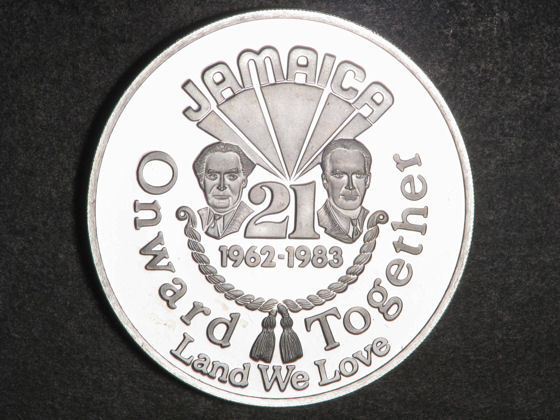 JAMAICA
21
1962-1983
Onward Together
Land We Love